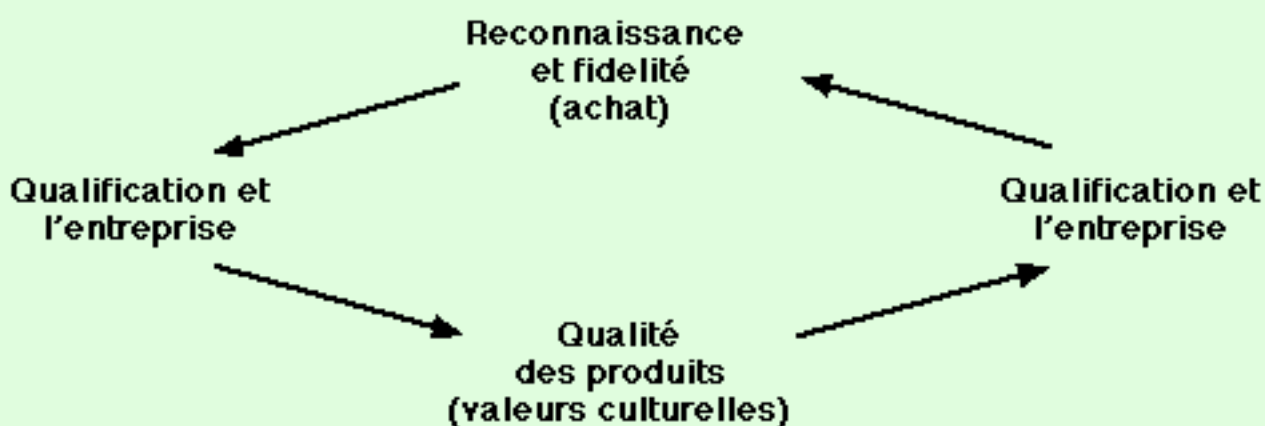 Reconnaissance
et fidelité
(achat)
Qualification et
l'entreprise
Qualification et
l'entreprise
Qualité
des produits
(valeurs culturelles)